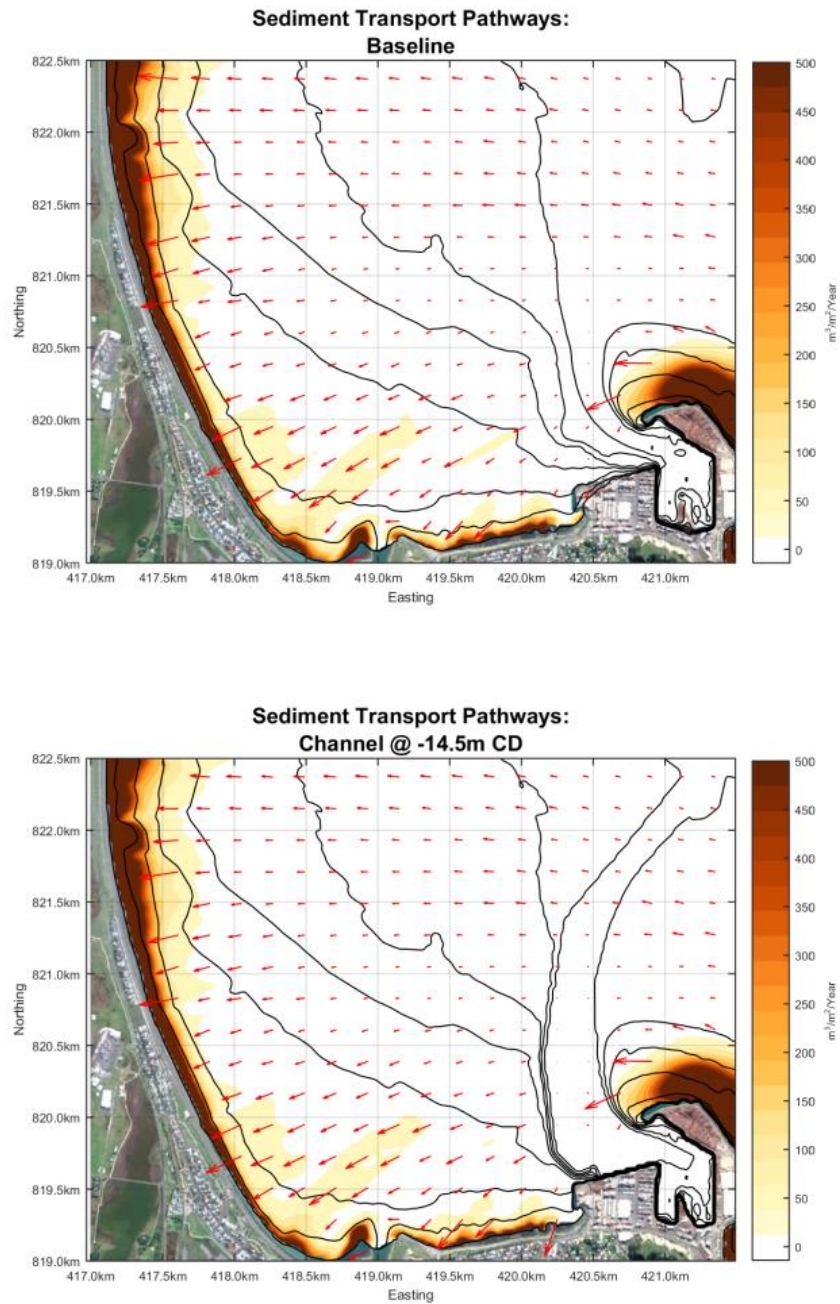 Sediment Transport Pathways:
Baseline
822.5km
822.0km
821.5km
821.0km
820.5km
820.0km
819.5km
819.0km
Northing
417.0km 417.5km 418.0km 418.5km 419.0km 419.5km 420.0km 420.5km 421.0km
Easting
500
450
400
350
300
250
200
150
100
50
0
m³/m²/Year
Sediment Transport Pathways:
Channel @ -14.5m CD
822.5km
822.0km
821.5km
821.0km
820.5km
820.0km
819.5km
819.0km
Northing
417.0km 417.5km 418.0km 418.5km 419.0km 419.5km 420.0km 420.5km 421.0km
Easting
500
450
400
350
300
250
200
150
100
50
0
m³/m²/Year